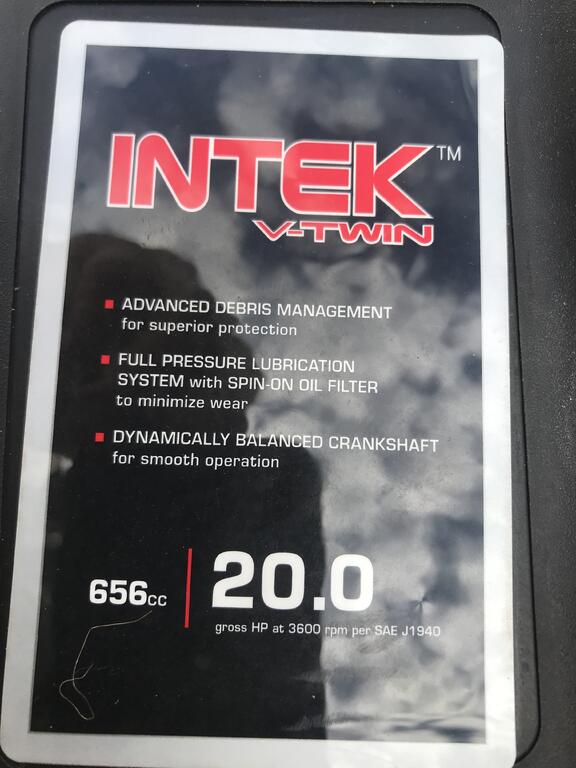 INTEK™
V-TWIN
▪ ADVANCED DEBRIS MANAGEMENT
for superior protection
▪ FULL PRESSURE LUBRICATION
SYSTEM with SPIN-ON OIL FILTER
to minimize wear
▪ DYNAMICALLY BALANCED CRANKSHAFT
for smooth operation
656cc | 20.0
gross HP at 3600 rpm per SAE J1940